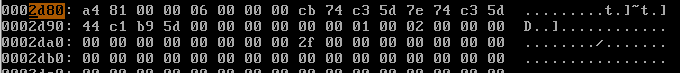 0002d80: a4 81 00 00 06 00 00 00 cb 74 c3 5d 7e 74 c3 5d .........t.]~t.]
0002d90: 44 c1 b9 5d 00 00 00 00 00 00 01 00 02 00 00 00 D..]............
0002da0: 00 00 00 00 00 00 00 00 2f 00 00 00 00 00 00 00 ......../.......
0002db0: 00 00 00 00 00 00 00 00 00 00 00 00 00 00 00 00 ................